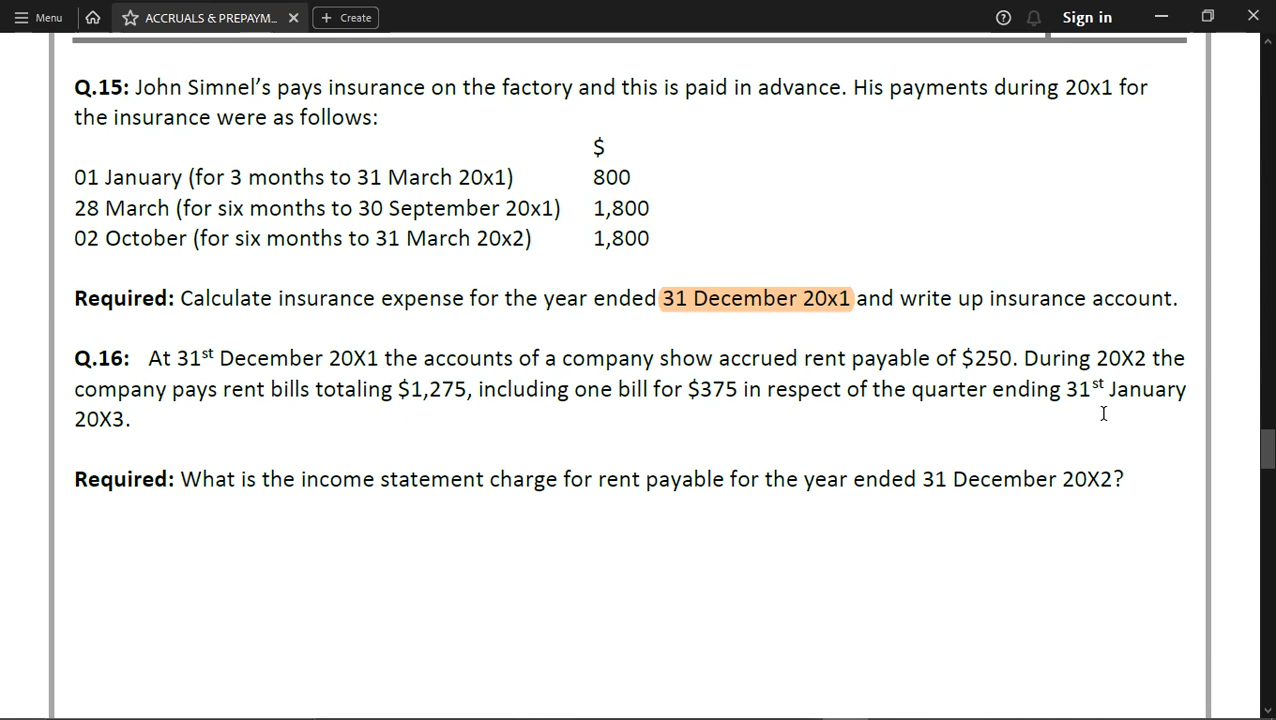 Menu
ACCRUALS & PREPAYM...
+ Create
Sign in
Q.15: John Simnel’s pays insurance on the factory and this is paid in advance. His payments during 20x1 for
the insurance were as follows:
$
01 January (for 3 months to 31 March 20x1) 800
28 March (for six months to 30 September 20x1) 1,800
02 October (for six months to 31 March 20x2) 1,800
Required: Calculate insurance expense for the year ended 31 December 20x1 and write up insurance account.
Q.16: At 31st December 20X1 the accounts of a company show accrued rent payable of $250. During 20X2 the
company pays rent bills totaling $1,275, including one bill for $375 in respect of the quarter ending 31st January
20X3.
Required: What is the income statement charge for rent payable for the year ended 31 December 20X2?